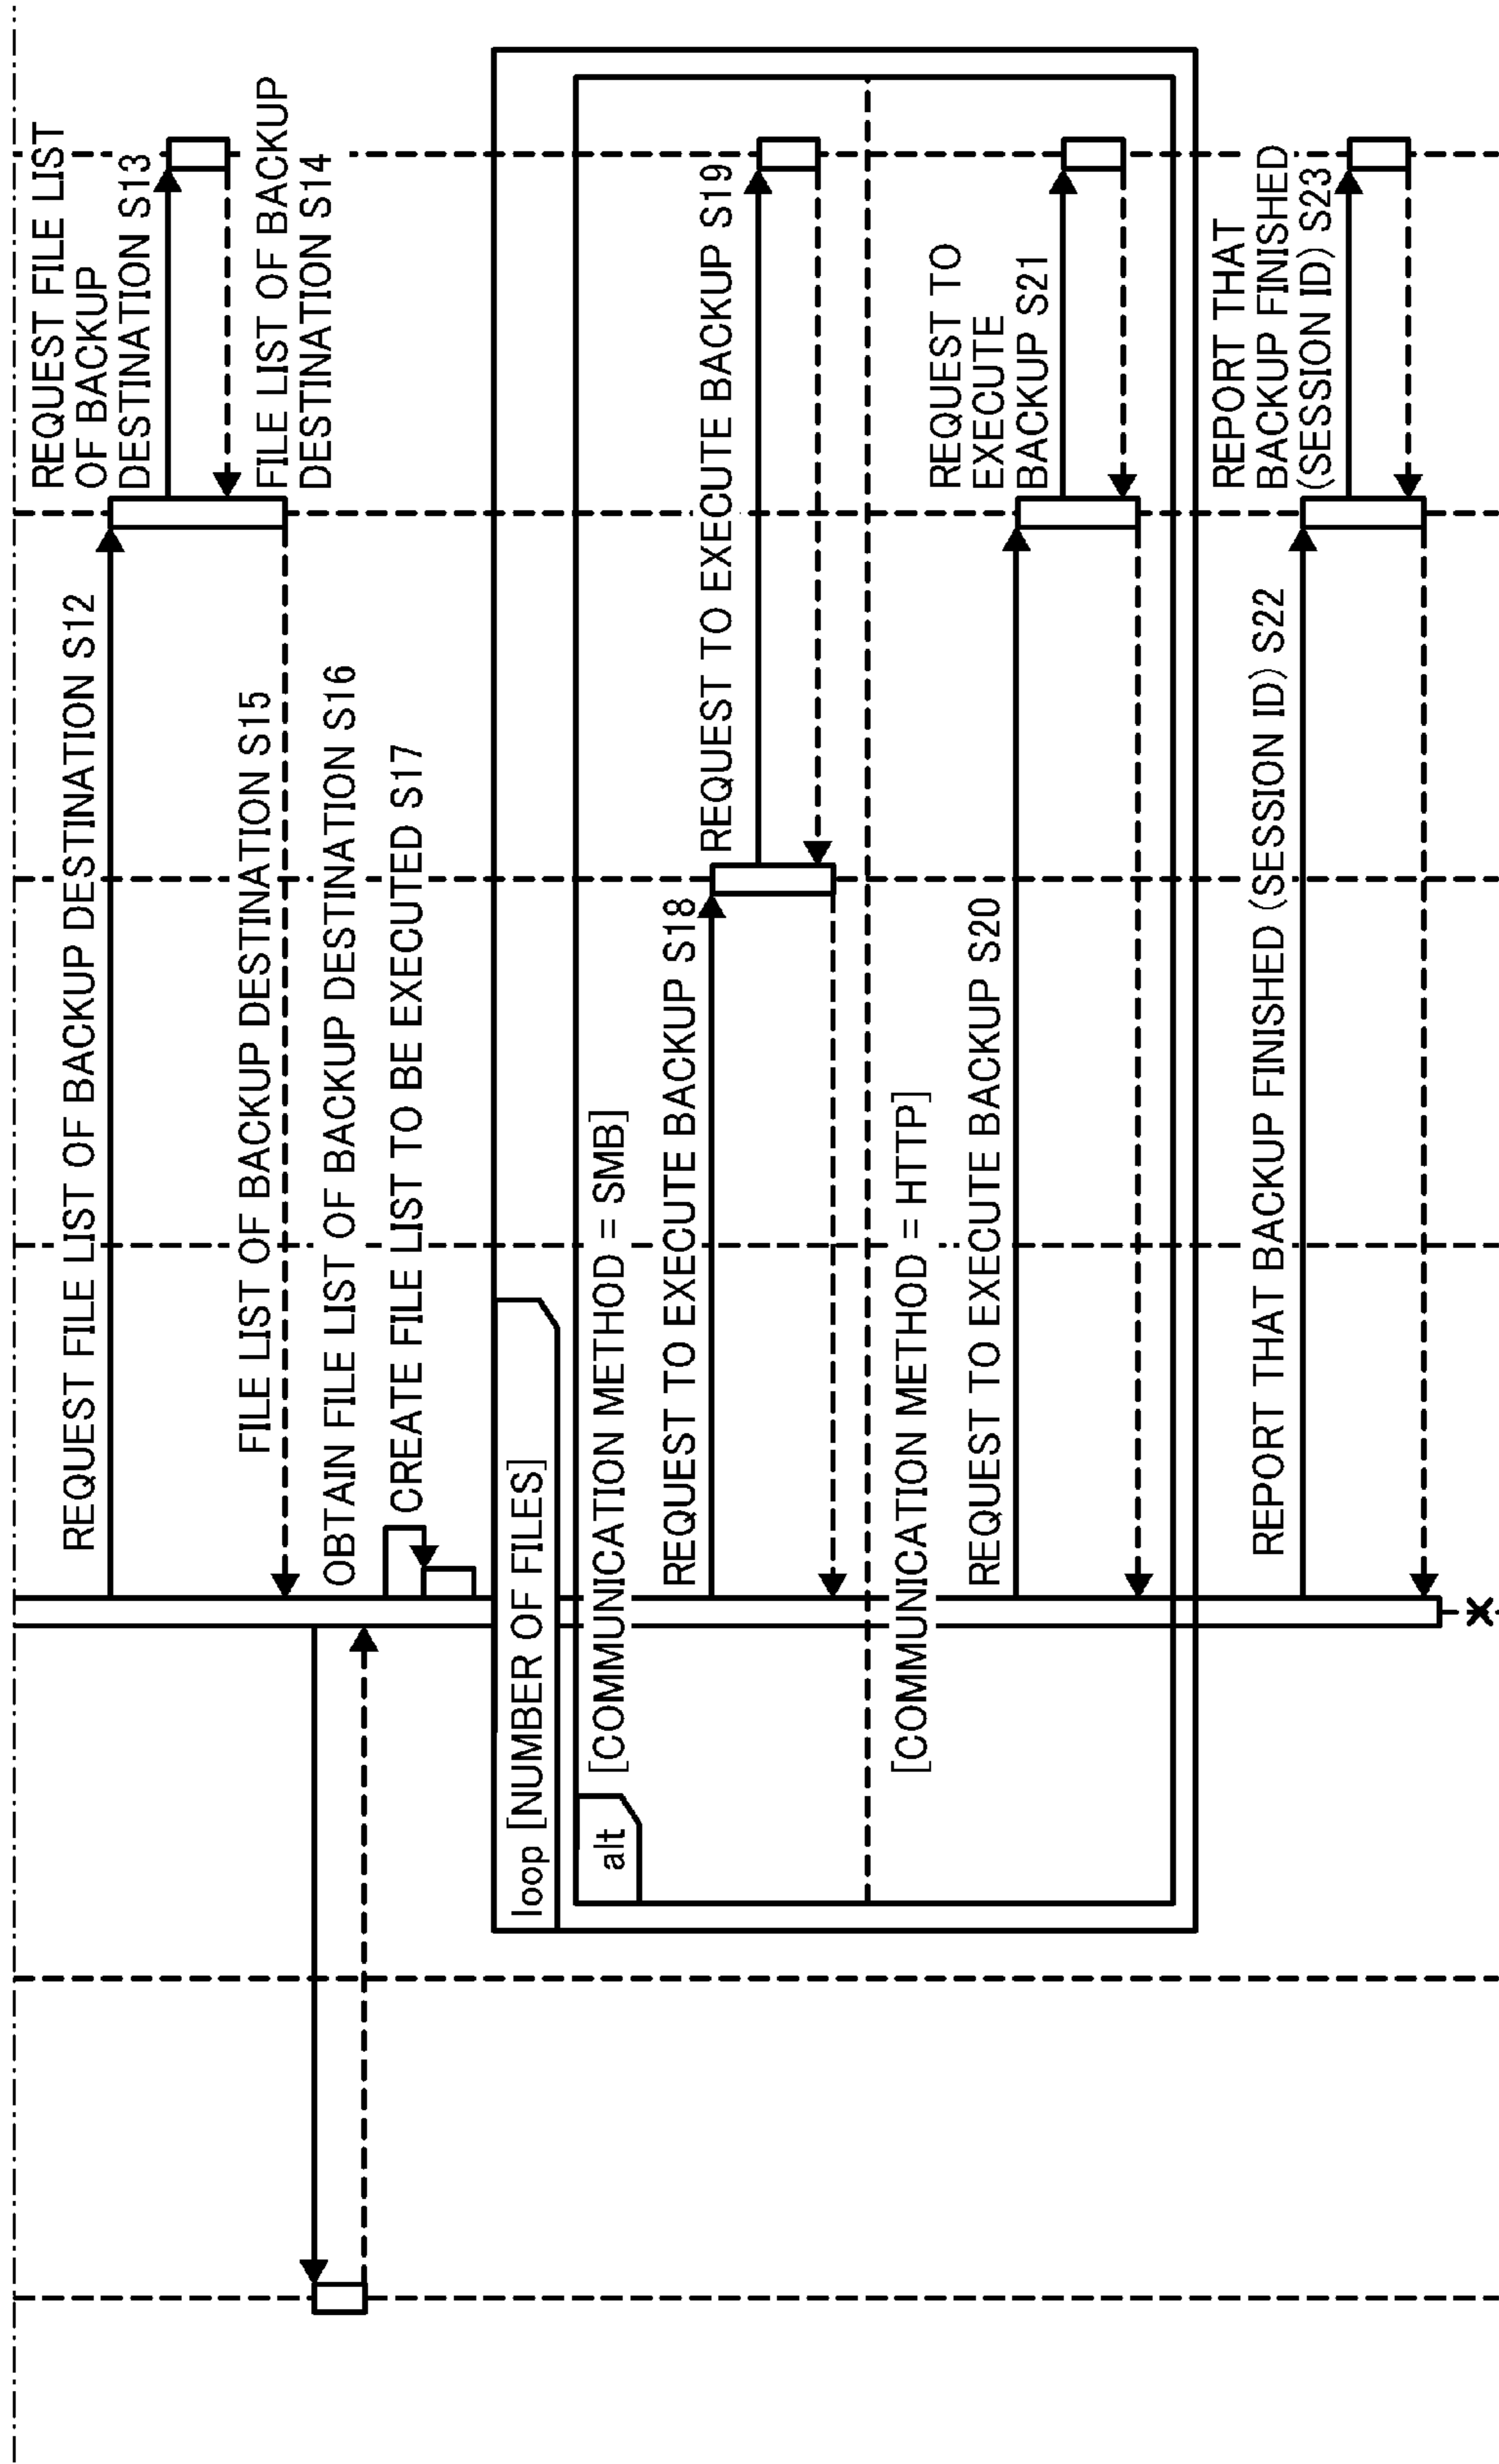 REQUEST FILE LIST OF BACKUP DESTINATION S12
REQUEST FILE LIST
OF BACKUP
DESTINATION S13
FILE LIST OF BACKUP
DESTINATION S14
FILE LIST OF BACKUP DESTINATION S15
OBTAIN FILE LIST OF BACKUP DESTINATION S16
CREATE FILE LIST TO BE EXECUTED S17
loop [NUMBER OF FILES]
alt
[COMMUNICATION METHOD = SMB]
REQUEST TO EXECUTE BACKUP S18
REQUEST TO EXECUTE BACKUP S19
[COMMUNICATION METHOD = HTTP]
REQUEST TO EXECUTE BACKUP S20
REQUEST TO
EXECUTE
BACKUP S21
REPORT THAT BACKUP FINISHED (SESSION ID) S22
REPORT THAT
BACKUP FINISHED
(SESSION ID) S23